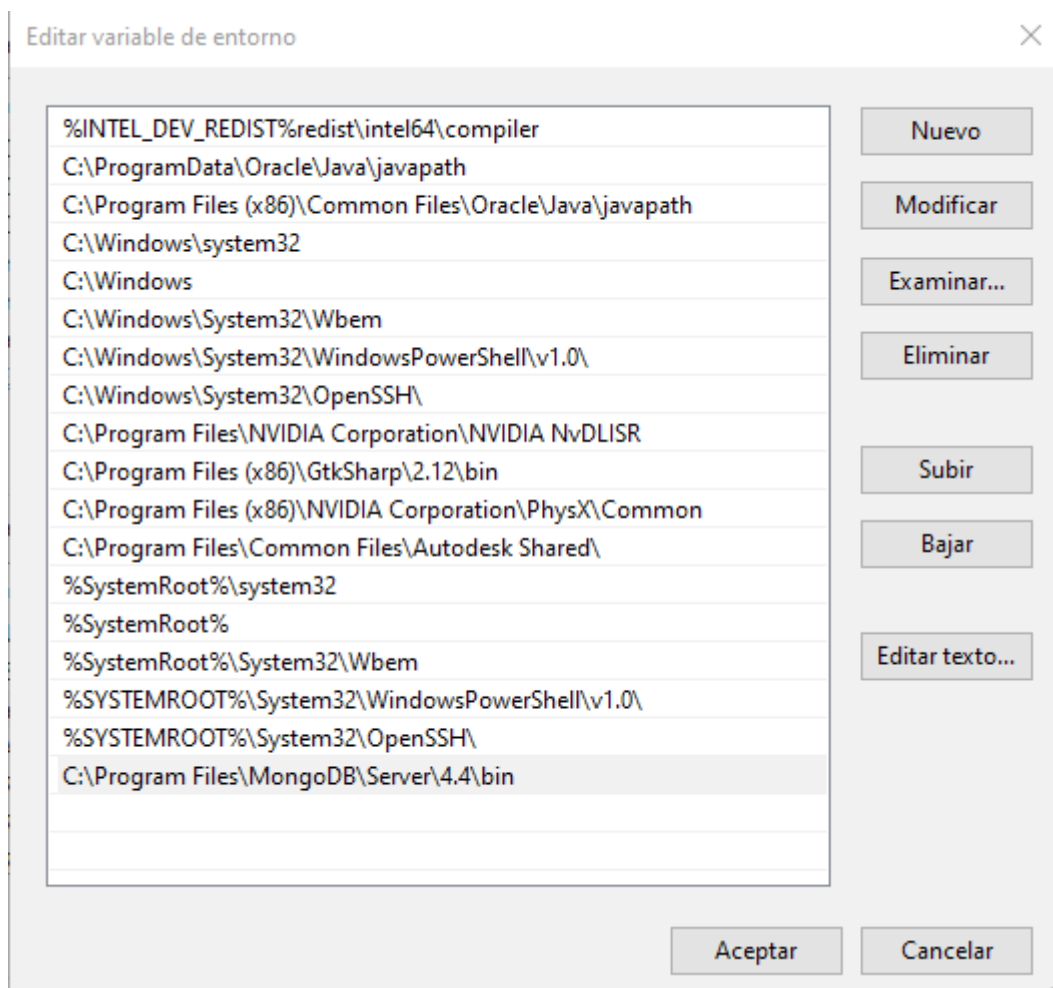 Editar variable de entorno
%INTEL_DEV_REDIST%redist\intel64\compiler
C:\ProgramData\Oracle\Java\javapath
C:\Program Files (x86)\Common Files\Oracle\Java\javapath
C:\Windows\system32
C:\Windows
C:\Windows\System32\Wbem
C:\Windows\System32\WindowsPowerShell\v1.0\
C:\Windows\System32\OpenSSH\
C:\Program Files\NVIDIA Corporation\NVIDIA NvDLISR
C:\Program Files (x86)\GtkSharp\2.12\bin
C:\Program Files (x86)\NVIDIA Corporation\PhysX\Common
C:\Program Files\Common Files\Autodesk Shared\
%SystemRoot%\system32
%SystemRoot%
%SystemRoot%\System32\Wbem
%SYSTEMROOT%\System32\WindowsPowerShell\v1.0\
%SYSTEMROOT%\System32\OpenSSH\
C:\Program Files\MongoDB\Server\4.4\bin
Nuevo
Modificar
Examinar...
Eliminar
Subir
Bajar
Editar texto...
Aceptar
Cancelar